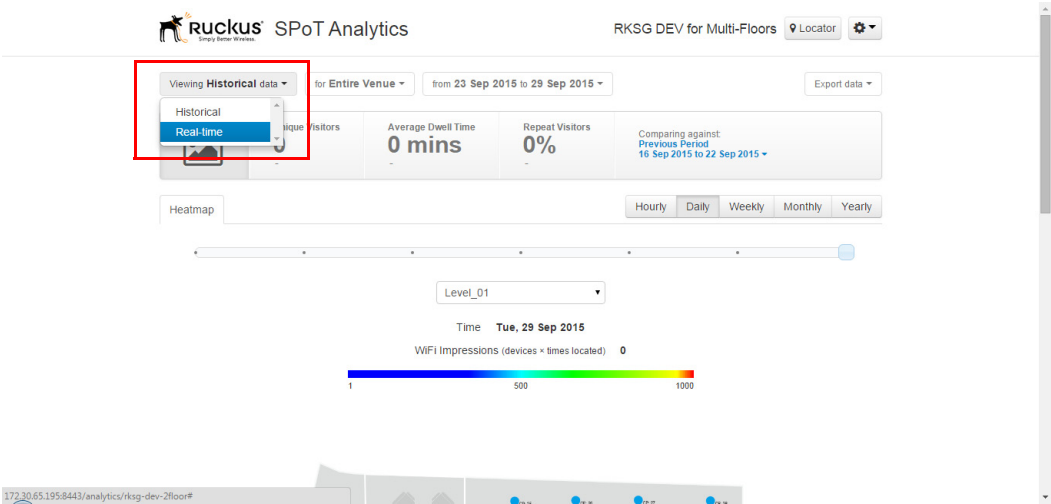 RUCKUS SPoT Analytics
Simply Better Wireless.
RKSG DEV for Multi-Floors Locator
Viewing Historical data for Entire Venue from 23 Sep 2015 to 29 Sep 2015 Export data
Historical
Real-time
nique Visitors
0
-
Average Dwell Time
0 mins
-
Repeat Visitors
0%
-
Comparing against:
Previous Period
16 Sep 2015 to 22 Sep 2015
Heatmap Hourly Daily Weekly Monthly Yearly
Level_01
Time Tue, 29 Sep 2015
WiFi Impressions (devices × times located) 0
1 500 1000
172.30.65.195:8443/analytics/rksg-dev-2floor#